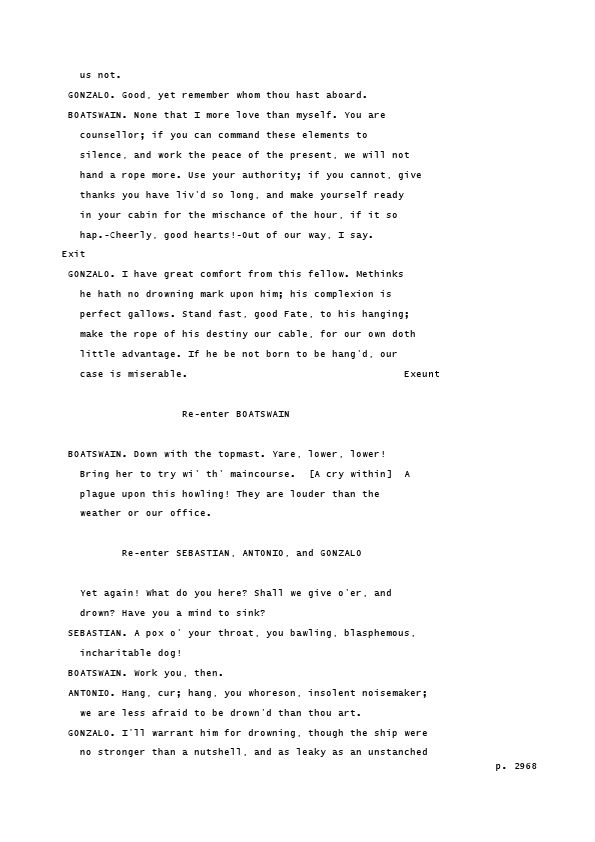 us not.
GONZALO. Good, yet remember whom thou hast aboard.
BOATSWAIN. None that I more love than myself. You are
counsellor; if you can command these elements to
silence, and work the peace of the present, we will not
hand a rope more. Use your authority; if you cannot, give
thanks you have liv'd so long, and make yourself ready
in your cabin for the mischance of the hour, if it so
hap.-Cheerly, good hearts!-Out of our way, I say.
Exit
GONZALO. I have great comfort from this fellow. Methinks
he hath no drowning mark upon him; his complexion is
perfect gallows. Stand fast, good Fate, to his hanging;
make the rope of his destiny our cable, for our own doth
little advantage. If he be not born to be hang'd, our
case is miserable. Exeunt
Re-enter BOATSWAIN
BOATSWAIN. Down with the topmast. Yare, lower, lower!
Bring her to try wi' th' maincourse. [A cry within] A
plague upon this howling! They are louder than the
weather or our office.
Re-enter SEBASTIAN, ANTONIO, and GONZALO
Yet again! What do you here? Shall we give o'er, and
drown? Have you a mind to sink?
SEBASTIAN. A pox o' your throat, you bawling, blasphemous,
incharitable dog!
BOATSWAIN. Work you, then.
ANTONIO. Hang, cur; hang, you whoreson, insolent noisemaker;
we are less afraid to be drown'd than thou art.
GONZALO. I'll warrant him for drowning, though the ship were
no stronger than a nutshell, and as leaky as an unstanched
p. 2968